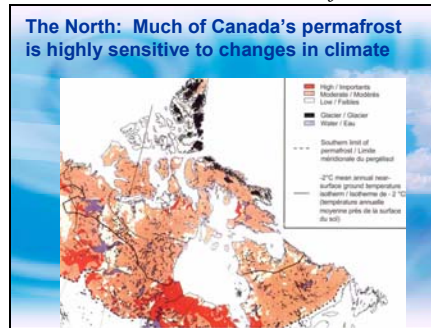 The North: Much of Canada's permafrost
is highly sensitive to changes in climate
High / Importants
Moderate / Modérés
Low / Faibles
Glacier / Glacier
Water / Eau
Southern limit of
permafrost / Limite
méridionale du pergélisol
-2°C mean annual near-
surface ground temperature
isotherm / Isotherme de - 2 °C
(température annuelle
moyenne près de la surface
du sol)